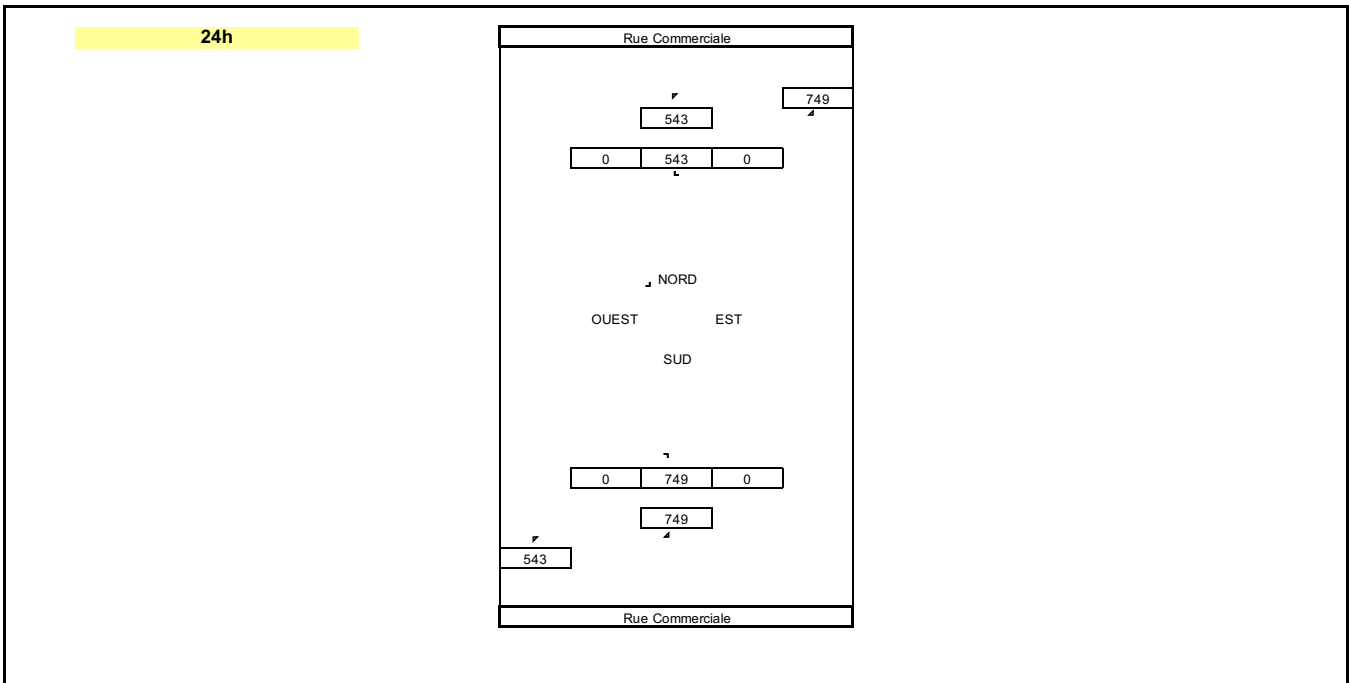 24h
Rue Commerciale
749
543
0 543 0
NORD
OUEST EST
SUD
0 749 0
749
543
Rue Commerciale